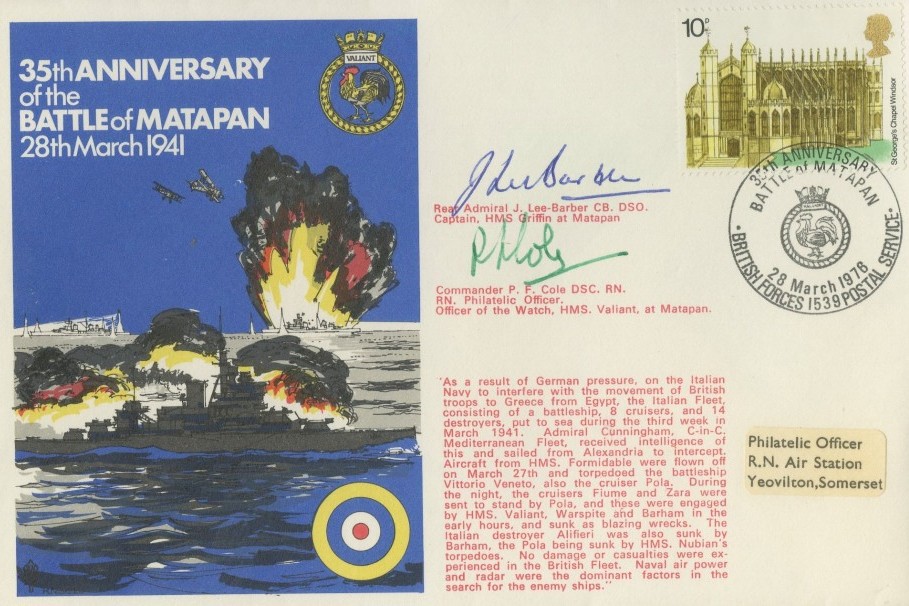 35th ANNIVERSARY
of the
BATTLE of MATAPAN
28th March 1941
VALIANT
10P
St George's Chapel Windsor
J Lee Barber
Rear Admiral J. Lee-Barber CB. DSO.
Captain, HMS Griffin at Matapan
P F Cole
Commander P. F. Cole DSC. RN.
RN. Philatelic Officer.
Officer of the Watch, HMS. Valiant, at Matapan.
35th ANNIVERSARY
BATTLE of MATAPAN
VALIANT
28 March 1976
• BRITISH FORCES 1539 POSTAL SERVICE •
"As a result of German pressure, on the Italian
Navy to interfere with the movement of British
troops to Greece from Egypt, the Italian Fleet,
consisting of a battleship, 8 cruisers, and 14
destroyers, put to sea during the third week in
March 1941. Admiral Cunningham, C-in-C.
Mediterranean Fleet, received intelligence of
this and sailed from Alexandria to intercept.
Aircraft from HMS. Formidable were flown off
on March 27th and torpedoed the battleship
Vittorio Veneto, also the cruiser Pola. During
the night, the cruisers Fiume and Zara were
sent to stand by Pola, and these were engaged
by HMS. Valiant, Warspite and Barham in the
early hours, and sunk as blazing wrecks. The
Italian destroyer Alifieri was also sunk by
Barham, the Pola being sunk by HMS. Nubian's
torpedoes. No damage or casualties were ex-
perienced in the British Fleet. Naval air power
and radar were the dominant factors in the
search for the enemy ships."
Philatelic Officer
R.N. Air Station
Yeovilton,Somerset